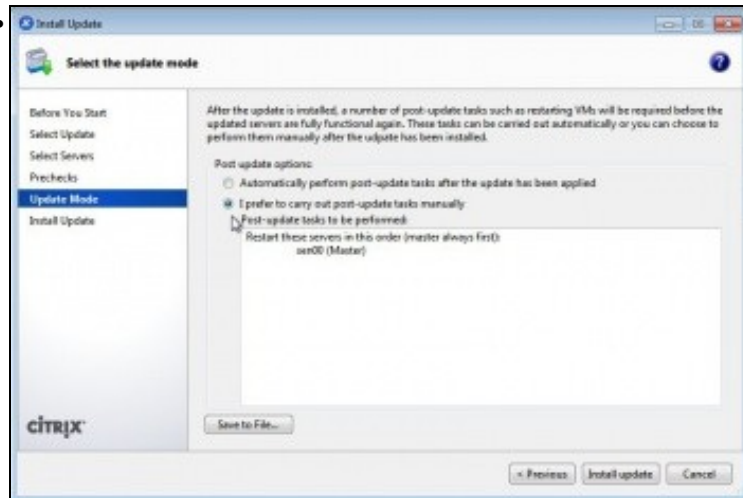 Install Update
Select the update mode
Before You Start
Select Update
Select Servers
Prechecks
Update Mode
Install Update
After the update is installed, a number of post-update tasks such as restarting VMs will be required before the
updated servers are fully functional again. These tasks can be carried out automatically or you can choose to
perform them manually after the udpate has been installed.
Post update options:
Automatically perform post-update tasks after the update has been applied
I prefer to carry out post-update tasks manually
Post-update tasks to be performed:
Restart these servers in this order (master always first):
(Master)
CITRIX
Save to File...
< Previous
Install update
Cancel